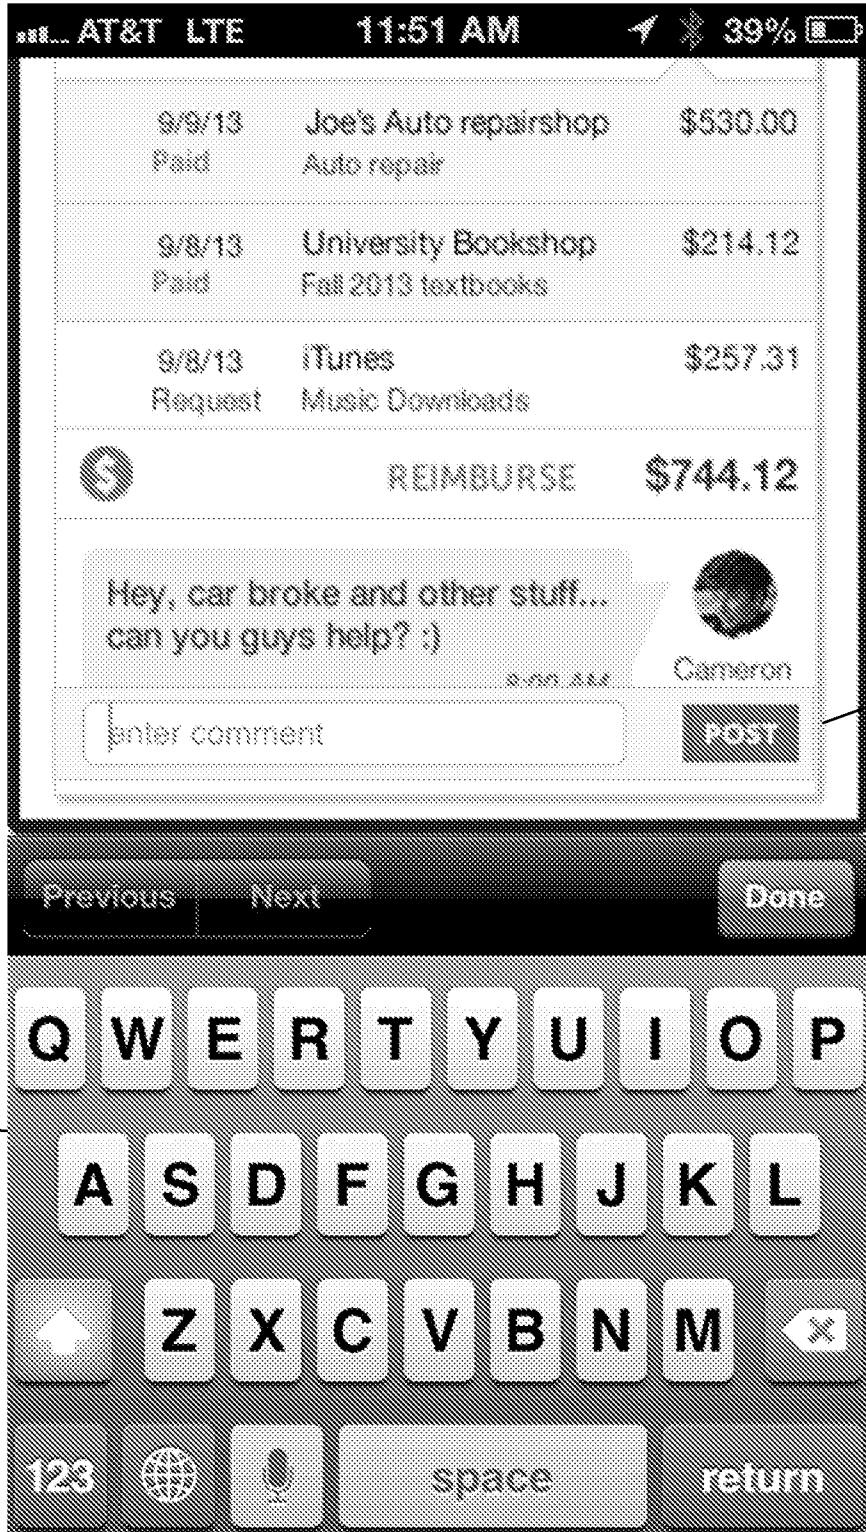 AT&T LTE 11:51 AM 39%
9/9/13 Joe's Auto repairshop $530.00
Paid Auto repair
9/8/13 University Bookshop $214.12
Paid Fall 2013 textbooks
9/8/13 iTunes $257.31
Request Music Downloads
S REIMBURSE $744.12
Hey, car broke and other stuff...
can you guys help? :)
AM
Cameron
enter comment POST
Previous Next Done
Q W E R T Y U I O P
A S D F G H J K L
Z X C V B N M
123 space return